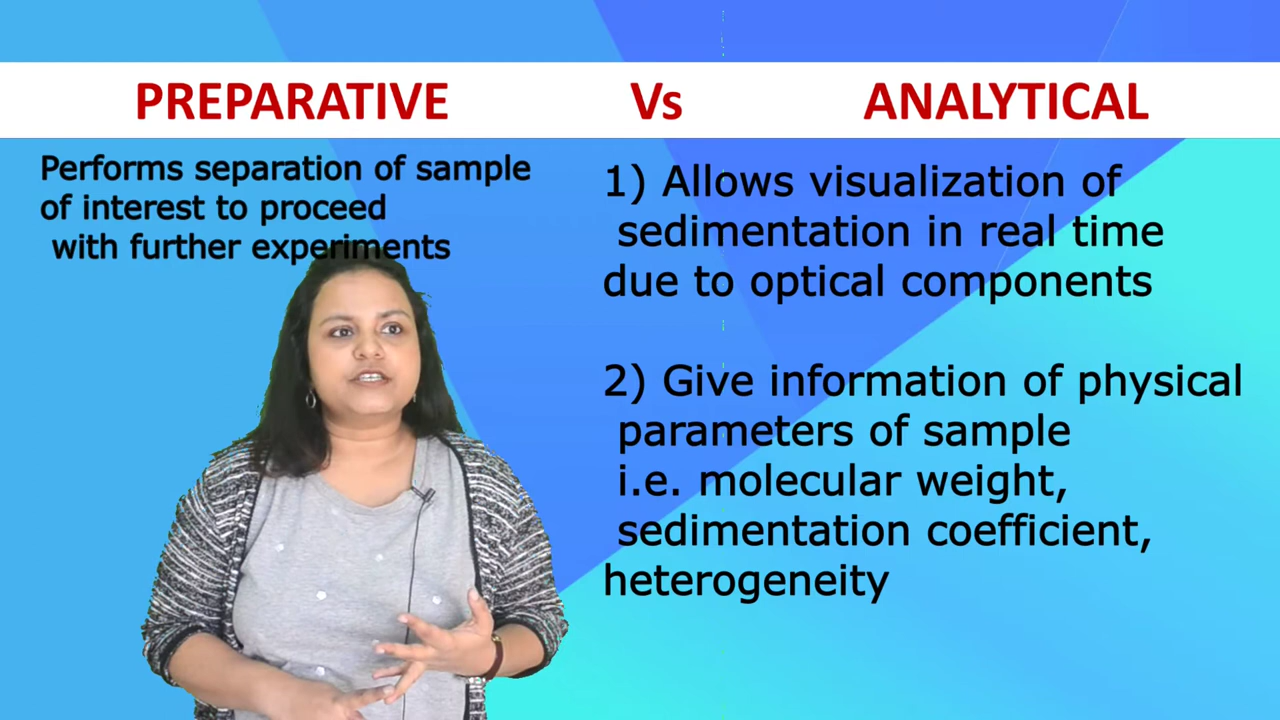 PREPARATIVE Vs ANALYTICAL
Performs separation of sample
of interest to proceed
with further experiments
1) Allows visualization of
sedimentation in real time
due to optical components
2) Give information of physical
parameters of sample
i.e. molecular weight,
sedimentation coefficient,
heterogeneity